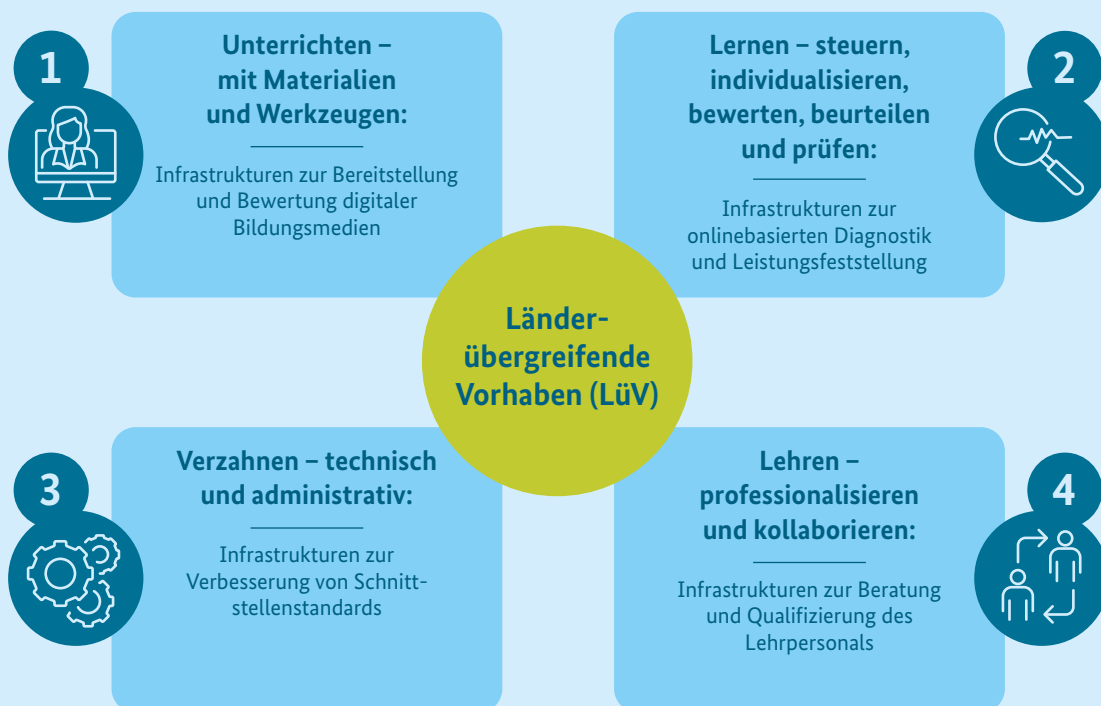 1
Unterrichten –
mit Materialien
und Werkzeugen:
Infrastrukturen zur Bereitstellung
und Bewertung digitaler
Bildungsmedien
2
Lernen – steuern,
individualisieren,
bewerten, beurteilen
und prüfen:
Infrastrukturen zur
onlinebasierten Diagnostik
und Leistungsfeststellung
Länder-
übergreifende
Vorhaben (LüV)
3
Verzahnen – technisch
und administrativ:
Infrastrukturen zur
Verbesserung von Schnitt-
stellenstandards
4
Lehren –
professionalisieren
und kollaborieren:
Infrastrukturen zur Beratung
und Qualifizierung des
Lehrpersonals